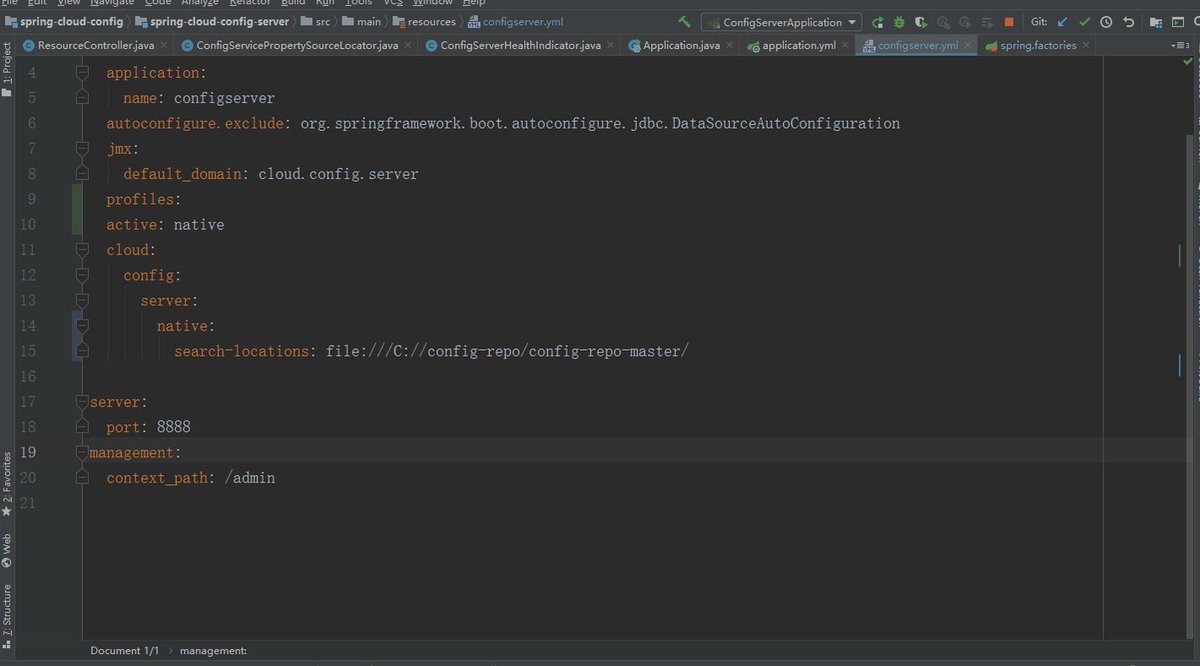 File Edit View Navigate Code Analyze Refactor Build Run Tools VCS Window Help
spring-cloud-config spring-cloud-config-server src main resources configserver.yml ConfigServerApplication Git:
ResourceController.java ConfigServicePropertySourceLocator.java ConfigServerHealthIndicator.java Application.java application.yml configserver.yml spring.factories 3
1: Project
4 application:
5 name: configserver
6 autoconfigure.exclude: org.springframework.boot.autoconfigure.jdbc.DataSourceAutoConfiguration
7 jmx:
8 default_domain: cloud.config.server
9 profiles:
10 active: native
11 cloud:
12 config:
13 server:
14 native:
15 search-locations: file:///C://config-repo/config-repo-master/
16
17 server:
18 port: 8888
19 management:
20 context_path: /admin
21
2: Favorites
Web
7: Structure
Document 1/1 management: